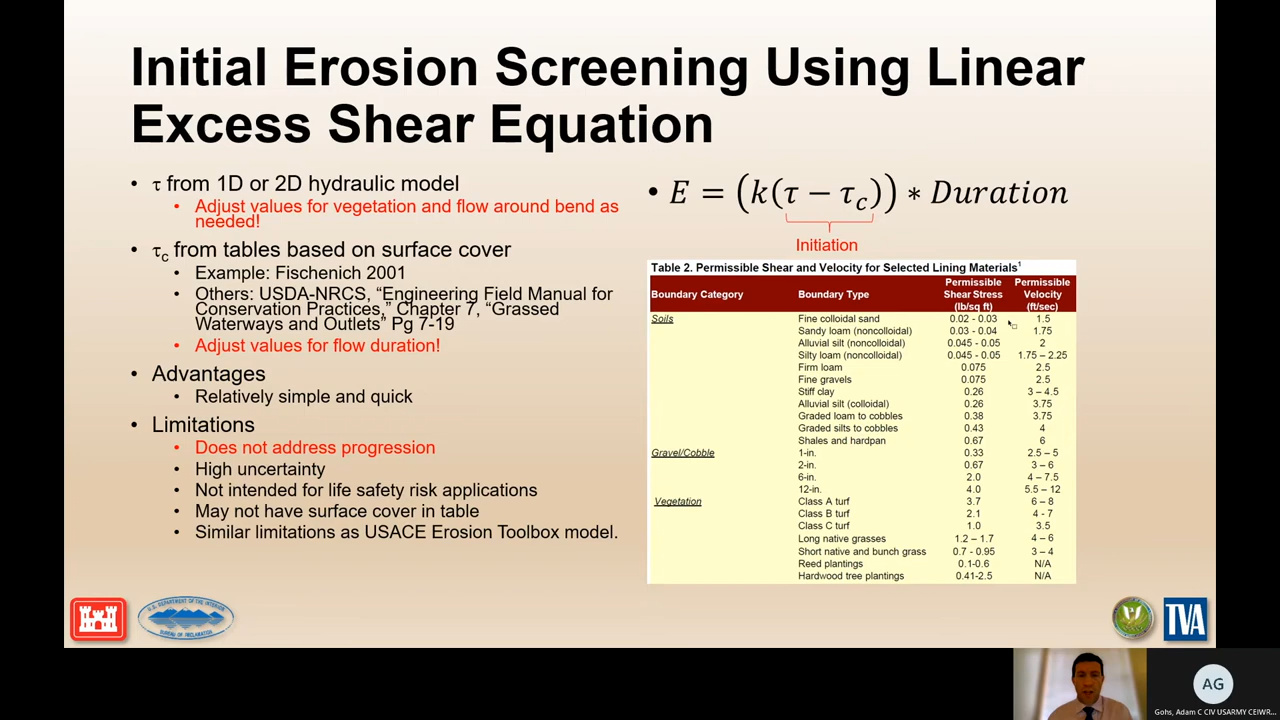 Initial Erosion Screening Using Linear
Excess Shear Equation
• τ from 1D or 2D hydraulic model
• Adjust values for vegetation and flow around bend as
needed!
• τc from tables based on surface cover
• Example: Fischenich 2001
• Others: USDA-NRCS, “Engineering Field Manual for
Conservation Practices,” Chapter 7, “Grassed
Waterways and Outlets” Pg 7-19
• Adjust values for flow duration!
• Advantages
• Relatively simple and quick
• Limitations
• Does not address progression
• High uncertainty
• Not intended for life safety risk applications
• May not have surface cover in table
• Similar limitations as USACE Erosion Toolbox model.
• E = (k(τ − τc)) * Duration
Initiation
Table 2. Permissible Shear and Velocity for Selected Lining Materials1
Boundary Category Boundary Type Permissible Shear Stress (lb/sq ft) Permissible Velocity (ft/sec)
Soils Fine colloidal sand 0.02 - 0.03 1.5
Sandy loam (noncolloidal) 0.03 - 0.04 1.75
Alluvial silt (noncolloidal) 0.045 - 0.05 2
Silty loam (noncolloidal) 0.045 - 0.05 1.75 – 2.25
Firm loam 0.075 2.5
Fine gravels 0.075 2.5
Stiff clay 0.26 3 – 4.5
Alluvial silt (colloidal) 0.26 3.75
Graded loam to cobbles 0.38 3.75
Graded silts to cobbles 0.43 4
Shales and hardpan 0.67 6
Gravel/Cobble 1-in. 0.33 2.5 – 5
2-in. 0.67 3 – 6
6-in. 2.0 4 – 7.5
12-in. 4.0 5.5 – 12
Vegetation Class A turf 3.7 6 – 8
Class B turf 2.1 4 - 7
Class C turf 1.0 3.5
Long native grasses 1.2 – 1.7 4 – 6
Short native and bunch grass 0.7 - 0.95 3 – 4
Reed plantings 0.1-0.6 N/A
Hardwood tree plantings 0.41-2.5 N/A
U.S. DEPARTMENT OF THE INTERIOR
BUREAU OF RECLAMATION
TVA
AG
Gohs, Adam C CIV USARMY CEIWR...